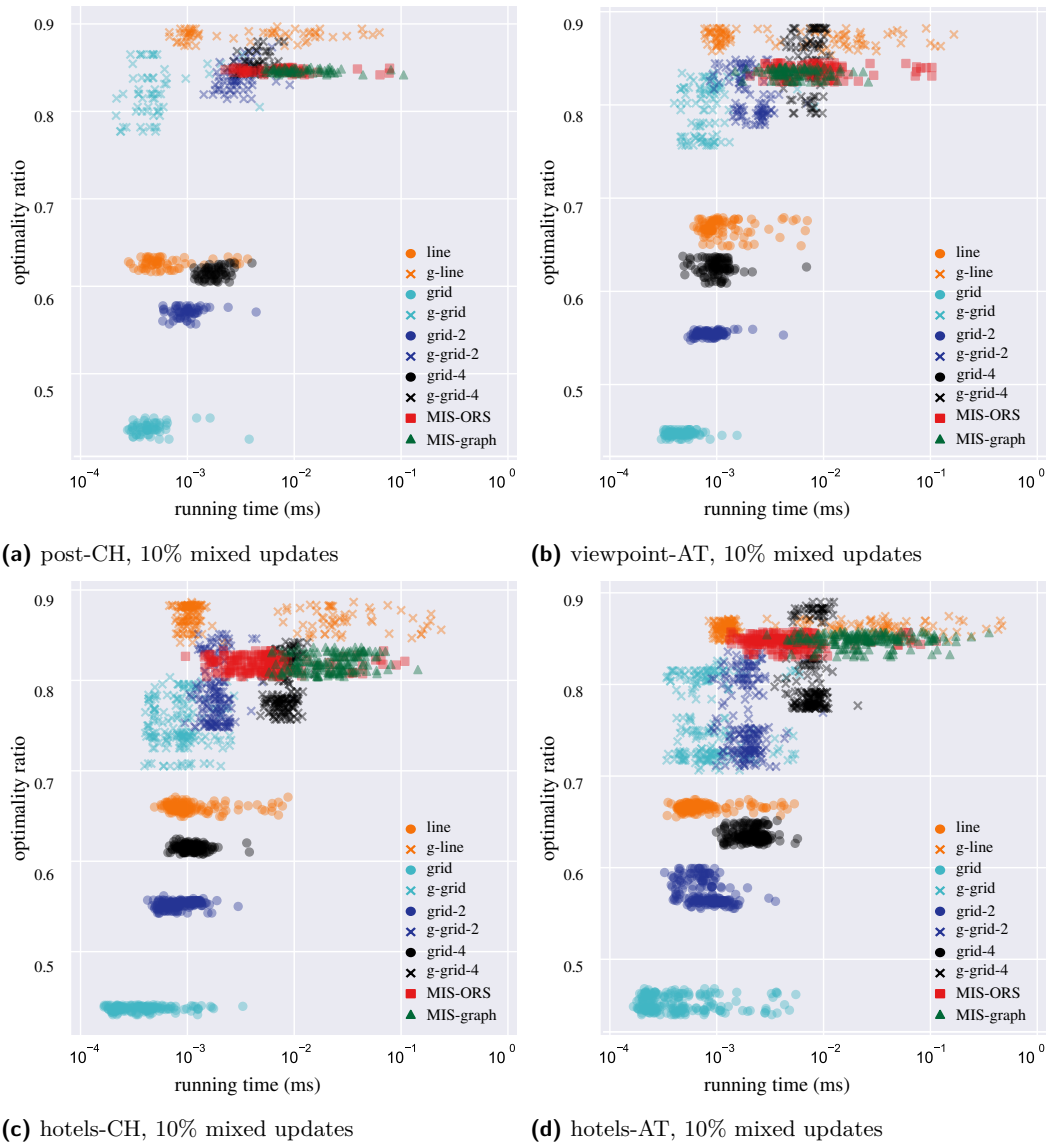 0.9
0.8
0.7
0.6
0.5
optimality ratio
line
g-line
grid
g-grid
grid-2
g-grid-2
grid-4
g-grid-4
MIS-ORS
MIS-graph
10⁻⁴ 10⁻³ 10⁻² 10⁻¹ 10⁰
running time (ms)
(a) post-CH, 10% mixed updates
0.9
0.8
0.7
0.6
0.5
optimality ratio
line
g-line
grid
g-grid
grid-2
g-grid-2
grid-4
g-grid-4
MIS-ORS
MIS-graph
10⁻⁴ 10⁻³ 10⁻² 10⁻¹ 10⁰
running time (ms)
(b) viewpoint-AT, 10% mixed updates
0.9
0.8
0.7
0.6
0.5
optimality ratio
line
g-line
grid
g-grid
grid-2
g-grid-2
grid-4
g-grid-4
MIS-ORS
MIS-graph
10⁻⁴ 10⁻³ 10⁻² 10⁻¹ 10⁰
running time (ms)
(c) hotels-CH, 10% mixed updates
0.9
0.8
0.7
0.6
0.5
optimality ratio
line
g-line
grid
g-grid
grid-2
g-grid-2
grid-4
g-grid-4
MIS-ORS
MIS-graph
10⁻⁴ 10⁻³ 10⁻² 10⁻¹ 10⁰
running time (ms)
(d) hotels-AT, 10% mixed updates